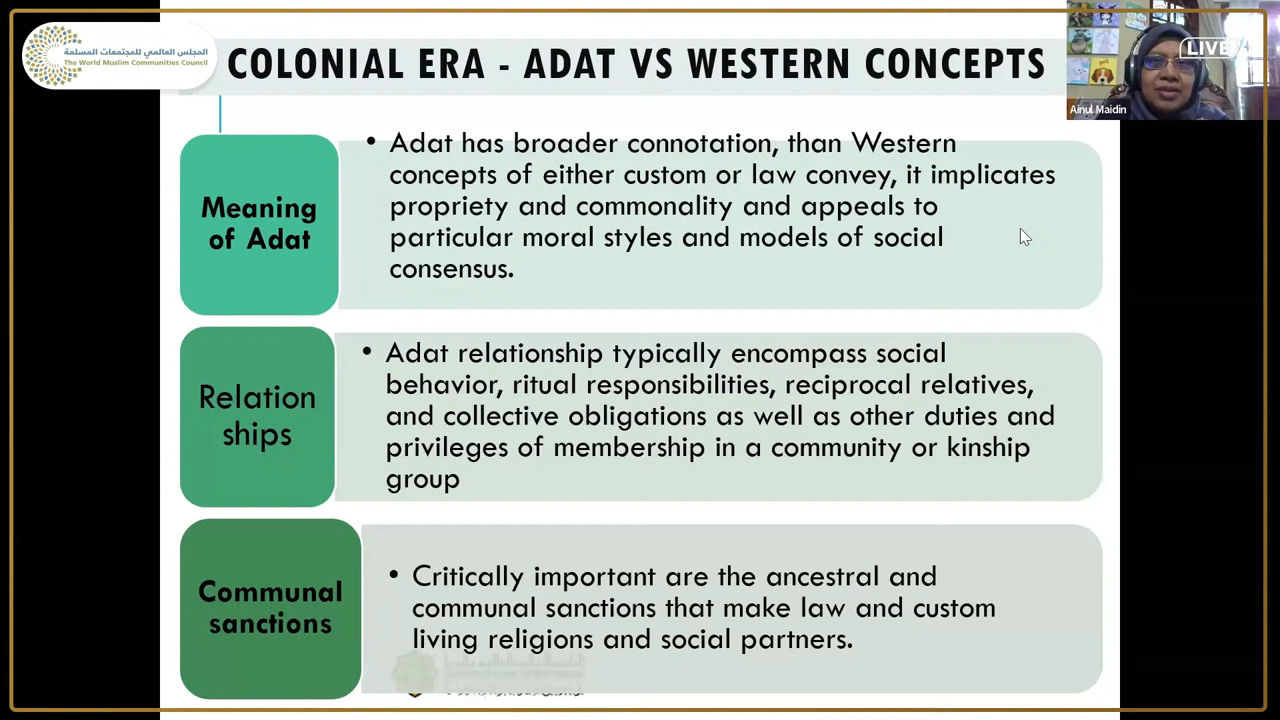 المجلس العالمي للمجتمعات المسلمة
The World Muslim Communities Council
COLONIAL ERA - ADAT VS WESTERN CONCEPTS
LIVE
Ainul Maidin
Meaning
of Adat
• Adat has broader connotation, than Western
concepts of either custom or law convey, it implicates
propriety and commonality and appeals to
particular moral styles and models of social
consensus.
Relation
ships
• Adat relationship typically encompass social
behavior, ritual responsibilities, reciprocal relatives,
and collective obligations as well as other duties and
privileges of membership in a community or kinship
group
Communal
sanctions
• Critically important are the ancestral and
communal sanctions that make law and custom
living religions and social partners.